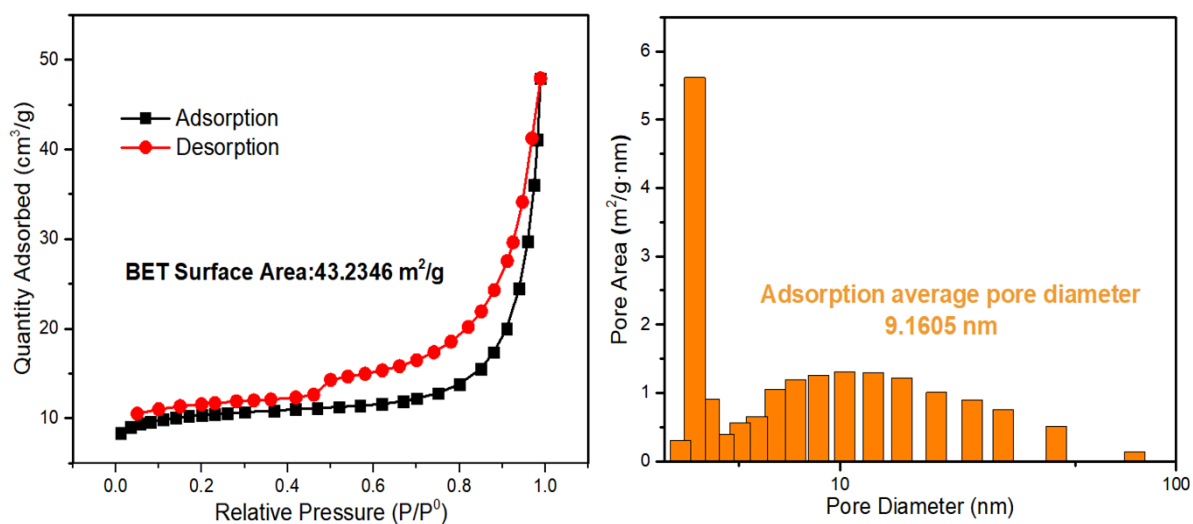 Quantity Adsorbed (cm³/g)
50
40
30
20
10
Adsorption
Desorption
BET Surface Area:43.2346 m²/g
0.0 0.2 0.4 0.6 0.8 1.0
Relative Pressure (P/P⁰)
Pore Area (m²/g·nm)
6
5
4
3
2
1
0
Adsorption average pore diameter
9.1605 nm
10 100
Pore Diameter (nm)